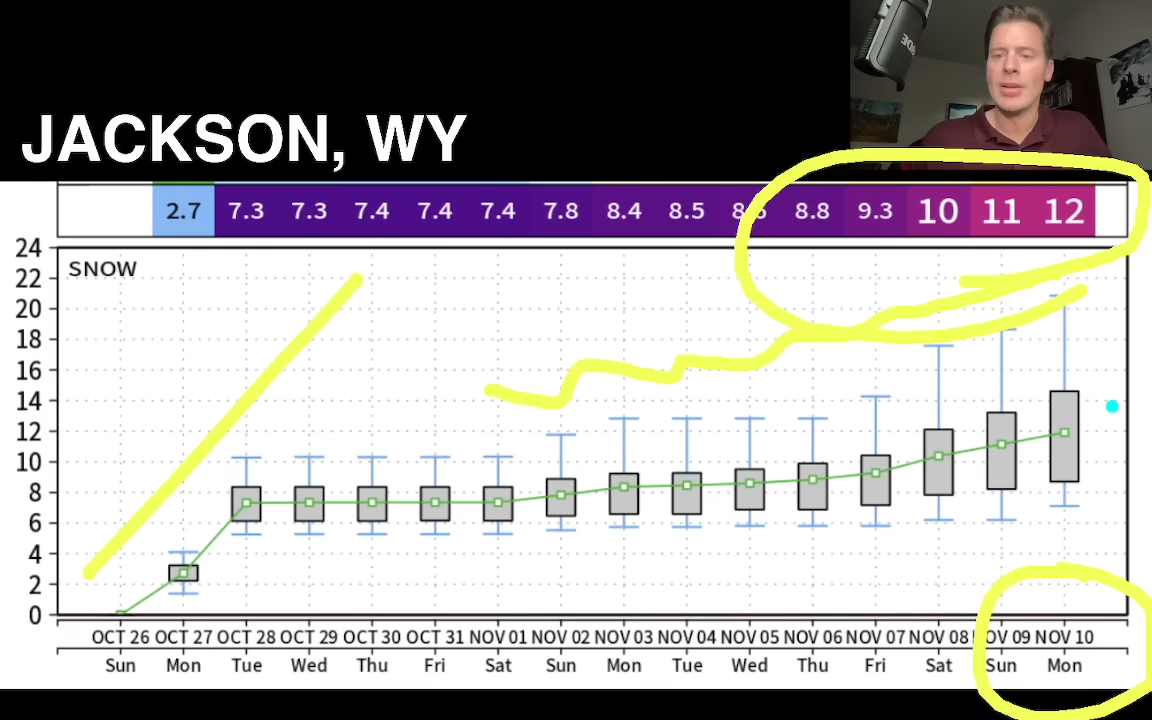 JACKSON, WY
2.7 7.3 7.3 7.4 7.4 7.4 7.8 8.4 8.5 8.6 8.8 9.3 10 11 12
24
SNOW
22
20
18
16
14
12
10
8
6
4
2
0
OCT 26 OCT 27 OCT 28 OCT 29 OCT 30 OCT 31 NOV 01 NOV 02 NOV 03 NOV 04 NOV 05 NOV 06 NOV 07 NOV 08 NOV 09 NOV 10
Sun Mon Tue Wed Thu Fri Sat Sun Mon Tue Wed Thu Fri Sat Sun Mon